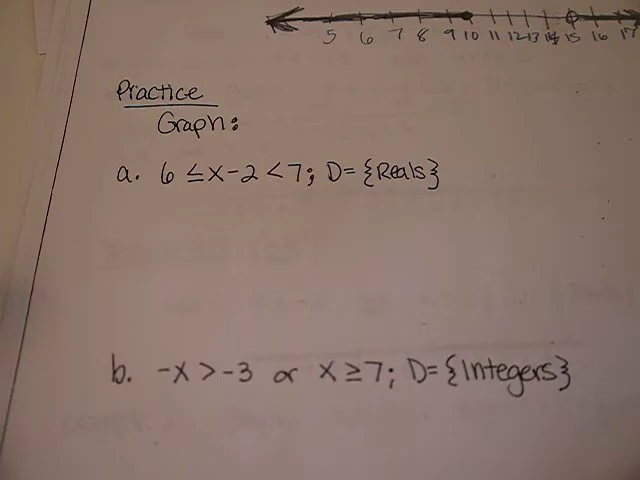 5 6 7 8 9 10 11 12 13 14 15 16 17
Practice
Graph:
a. 6 ≤ x - 2 < 7; D = {Reals}
b. -x > -3 or x ≥ 7; D = {Integers}